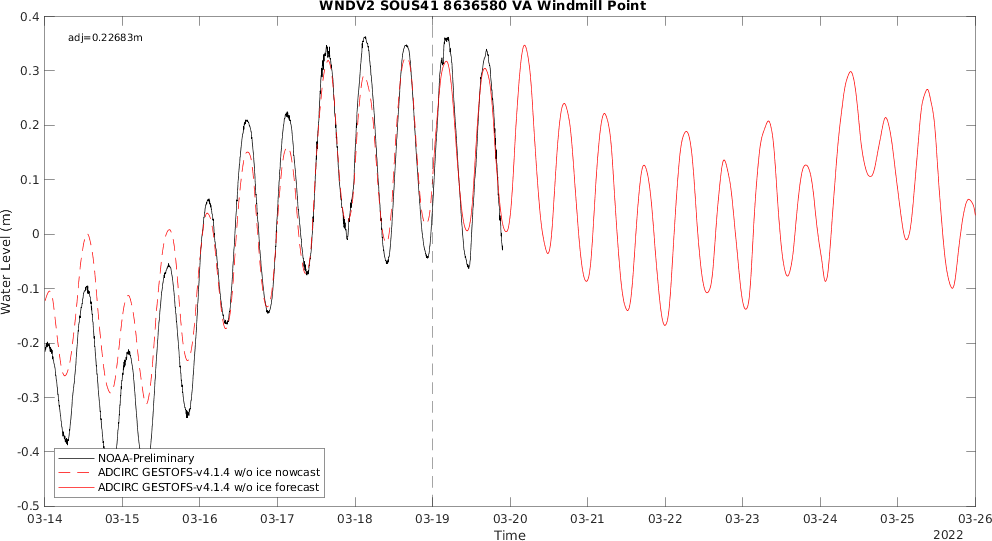 WNDV2 SOUS41 8636580 VA Windmill Point
adj=0.22683m
Water Level (m)
0.4
0.3
0.2
0.1
0
-0.1
-0.2
-0.3
-0.4
-0.5
NOAA-Preliminary
ADCIRC GESTOFS-v4.1.4 w/o ice nowcast
ADCIRC GESTOFS-v4.1.4 w/o ice forecast
03-14 03-15 03-16 03-17 03-18 03-19 03-20 03-21 03-22 03-23 03-24 03-25 03-26
Time
2022